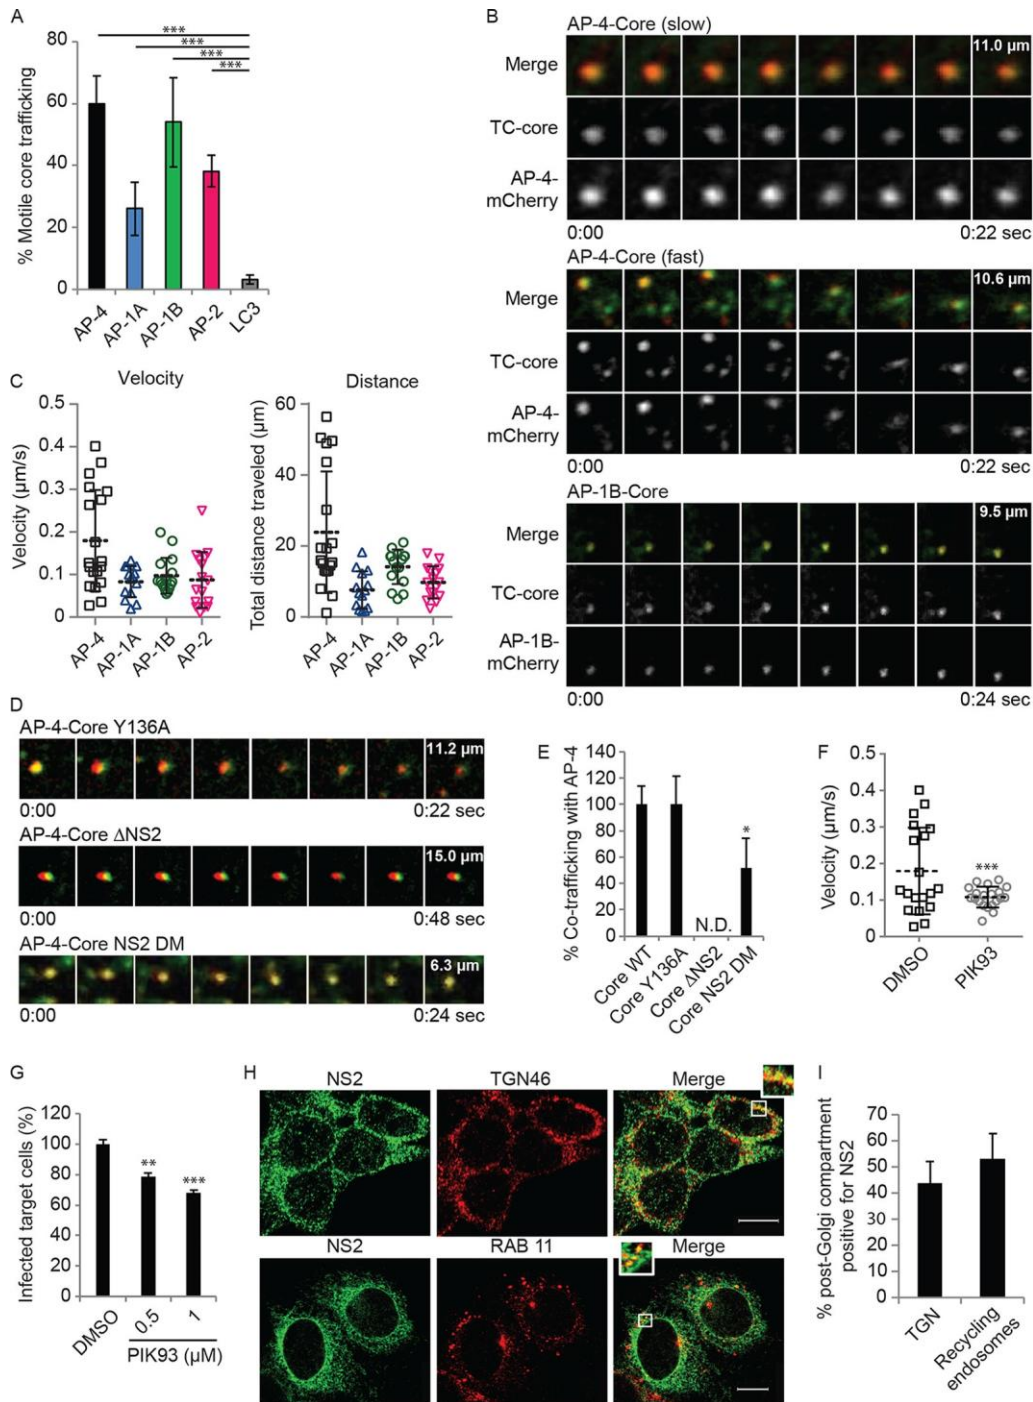 A
***
***
***
***
% Motile core trafficking
80
60
40
20
0
AP-4
AP-1A
AP-1B
AP-2
LC3
B
AP-4-Core (slow)
Merge
11.0 µm
TC-core
AP-4-
mCherry
0:00
0:22 sec
AP-4-Core (fast)
Merge
10.6 µm
TC-core
AP-4-
mCherry
0:00
0:22 sec
AP-1B-Core
Merge
9.5 µm
TC-core
AP-1B-
mCherry
0:00
0:24 sec
C
Velocity
Velocity (µm/s)
0.5
0.4
0.3
0.2
0.1
0
AP-4
AP-1A
AP-1B
AP-2
Distance
Total distance traveled (µm)
60
40
20
0
AP-4
AP-1A
AP-1B
AP-2
D
AP-4-Core Y136A
11.2 µm
0:00
0:22 sec
AP-4-Core ΔNS2
15.0 µm
0:00
0:48 sec
AP-4-Core NS2 DM
6.3 µm
0:00
0:24 sec
E
% Co-trafficking with AP-4
140
120
100
80
60
40
20
0
N.D.
*
Core WT
Core Y136A
Core ΔNS2
Core NS2 DM
F
Velocity (µm/s)
0.5
0.4
0.3
0.2
0.1
0
***
DMSO
PIK93
G
Infected target cells (%)
120
100
80
60
40
20
0
**
***
DMSO
0.5
1
PIK93 (µM)
H
NS2
TGN46
Merge
NS2
RAB 11
Merge
I
% post-Golgi compartment
positive for NS2
70
60
50
40
30
20
10
0
TGN
Recycling
endosomes